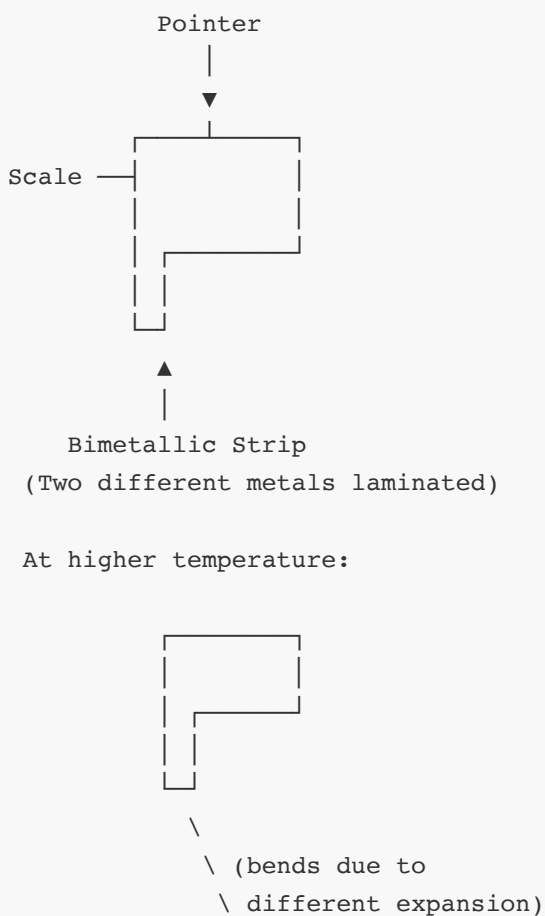 Pointer
Scale
Bimetallic Strip
(Two different metals laminated)
At higher temperature:
(bends due to
different expansion)